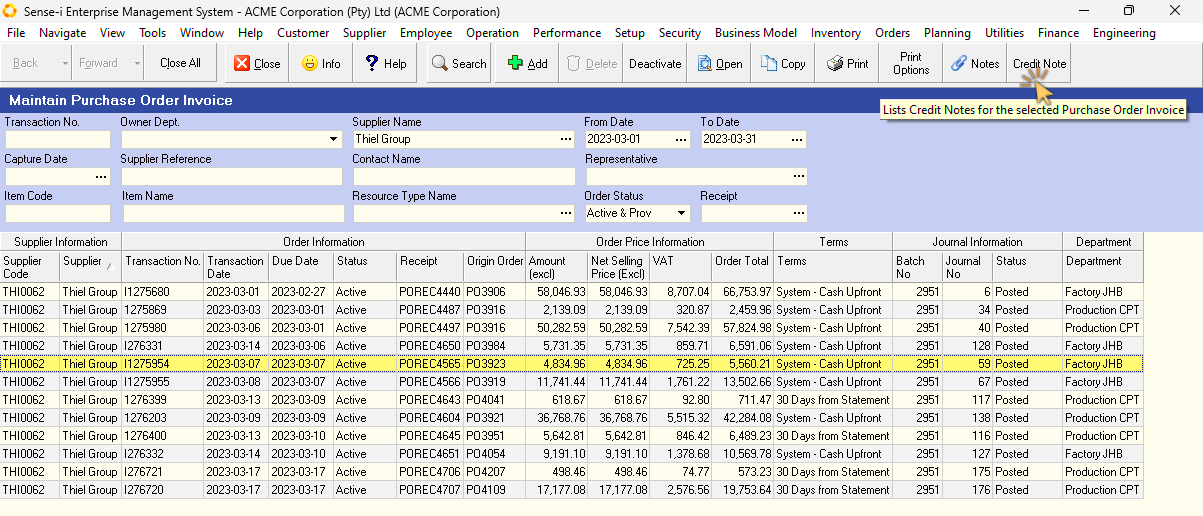 Sense-i Enterprise Management System - ACME Corporation (Pty) Ltd (ACME Corporation)
File Navigate View Tools Window Help Customer Supplier Employee Operation Performance Setup Security Business Model Inventory Orders Planning Utilities Finance Engineering
Back Forward Close All Close Info Help Search Add Delete Deactivate Open Copy Print Print Options Notes Credit Note
Maintain Purchase Order Invoice
Lists Credit Notes for the selected Purchase Order Invoice
Transaction No. Owner Dept. Supplier Name From Date To Date
Thiel Group ... 2023-03-01 ... 2023-03-31 ...
Capture Date Supplier Reference Contact Name Representative
... ...
Item Code Item Name Resource Type Name Order Status Receipt
... Active & Prov ...
Supplier Information Order Information Order Price Information Terms Journal Information Department
Supplier Code Supplier Transaction No. Transaction Date Due Date Status Receipt Origin Order Amount (excl) Net Selling Price (Excl) VAT Order Total Terms Batch No Journal No Status Department
THI0062 Thiel Group I1275680 2023-03-01 2023-02-27 Active POREC4440 PO3906 58,046.93 58,046.93 8,707.04 66,753.97 System - Cash Upfront 2951 6 Posted Factory JHB
THI0062 Thiel Group 1275869 2023-03-03 2023-03-01 Active POREC4487 PO3916 2,139.09 2,139.09 320.87 2,459.96 System - Cash Upfront 2951 34 Posted Production CPT
THI0062 Thiel Group 1275980 2023-03-06 2023-03-01 Active POREC4497 PO3916 50,282.59 50,282.59 7,542.39 57,824.98 System - Cash Upfront 2951 40 Posted Production CPT
THI0062 Thiel Group I276331 2023-03-14 2023-03-06 Active POREC4650 PO3984 5,731.35 5,731.35 859.71 6,591.06 System - Cash Upfront 2951 128 Posted Factory JHB
THI0062 Thiel Group I1275954 2023-03-07 2023-03-07 Active POREC4565 PO3923 4,834.96 4,834.96 725.25 5,560.21 System - Cash Upfront 2951 59 Posted Factory JHB
THI0062 Thiel Group I1275955 2023-03-08 2023-03-07 Active POREC4566 PO3919 11,741.44 11,741.44 1,761.22 13,502.66 System - Cash Upfront 2951 67 Posted Factory JHB
THI0062 Thiel Group 1276399 2023-03-13 2023-03-09 Active POREC4643 PO4041 618.67 618.67 92.80 711.47 30 Days from Statement 2951 117 Posted Production CPT
THI0062 Thiel Group 1276203 2023-03-09 2023-03-09 Active POREC4604 PO3921 36,768.76 36,768.76 5,515.32 42,284.08 System - Cash Upfront 2951 138 Posted Production CPT
THI0062 Thiel Group 1276400 2023-03-13 2023-03-10 Active POREC4645 PO3951 5,642.81 5,642.81 846.42 6,489.23 30 Days from Statement 2951 116 Posted Production CPT
THI0062 Thiel Group I276332 2023-03-14 2023-03-10 Active POREC4651 PO4054 9,191.10 9,191.10 1,378.68 10,569.78 System - Cash Upfront 2951 127 Posted Factory JHB
THI0062 Thiel Group I276721 2023-03-17 2023-03-17 Active POREC4706 PO4207 498.46 498.46 74.77 573.23 30 Days from Statement 2951 175 Posted Production CPT
THI0062 Thiel Group I276720 2023-03-17 2023-03-17 Active POREC4707 PO4109 17,177.08 17,177.08 2,576.56 19,753.64 30 Days from Statement 2951 176 Posted Production CPT